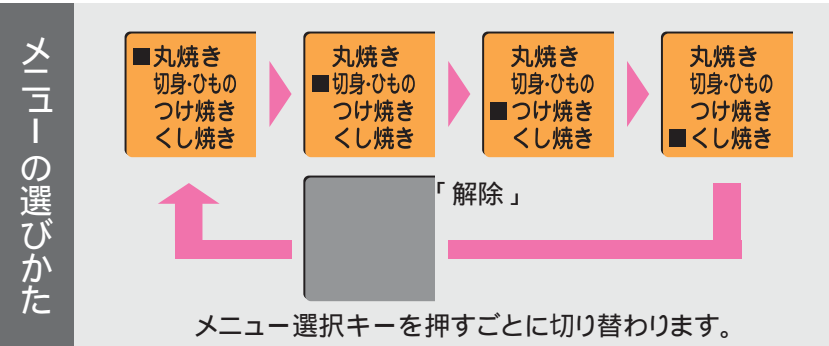 メニューの選びかた
■丸焼き
切身・ひもの
つけ焼き
くし焼き
丸焼き
■切身・ひもの
つけ焼き
くし焼き
丸焼き
切身・ひもの
■つけ焼き
くし焼き
丸焼き
切身・ひもの
つけ焼き
■くし焼き
「解除」
メニュー選択キーを押すごとに切り替わります。